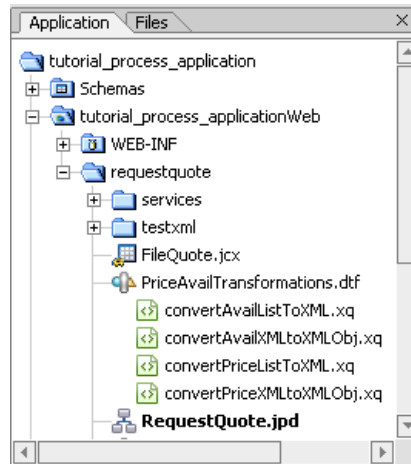 Application Files
tutorial_process_application
Schemas
tutorial_process_applicationWeb
WEB-INF
requestquote
services
testxml
FileQuote.jcx
PriceAvailTransformations.dtf
convertAvailListToXML.xq
convertAvailXMLtoXMLObj.xq
convertPriceListToXML.xq
convertPriceXMLtoXMLObj.xq
RequestQuote.jpd